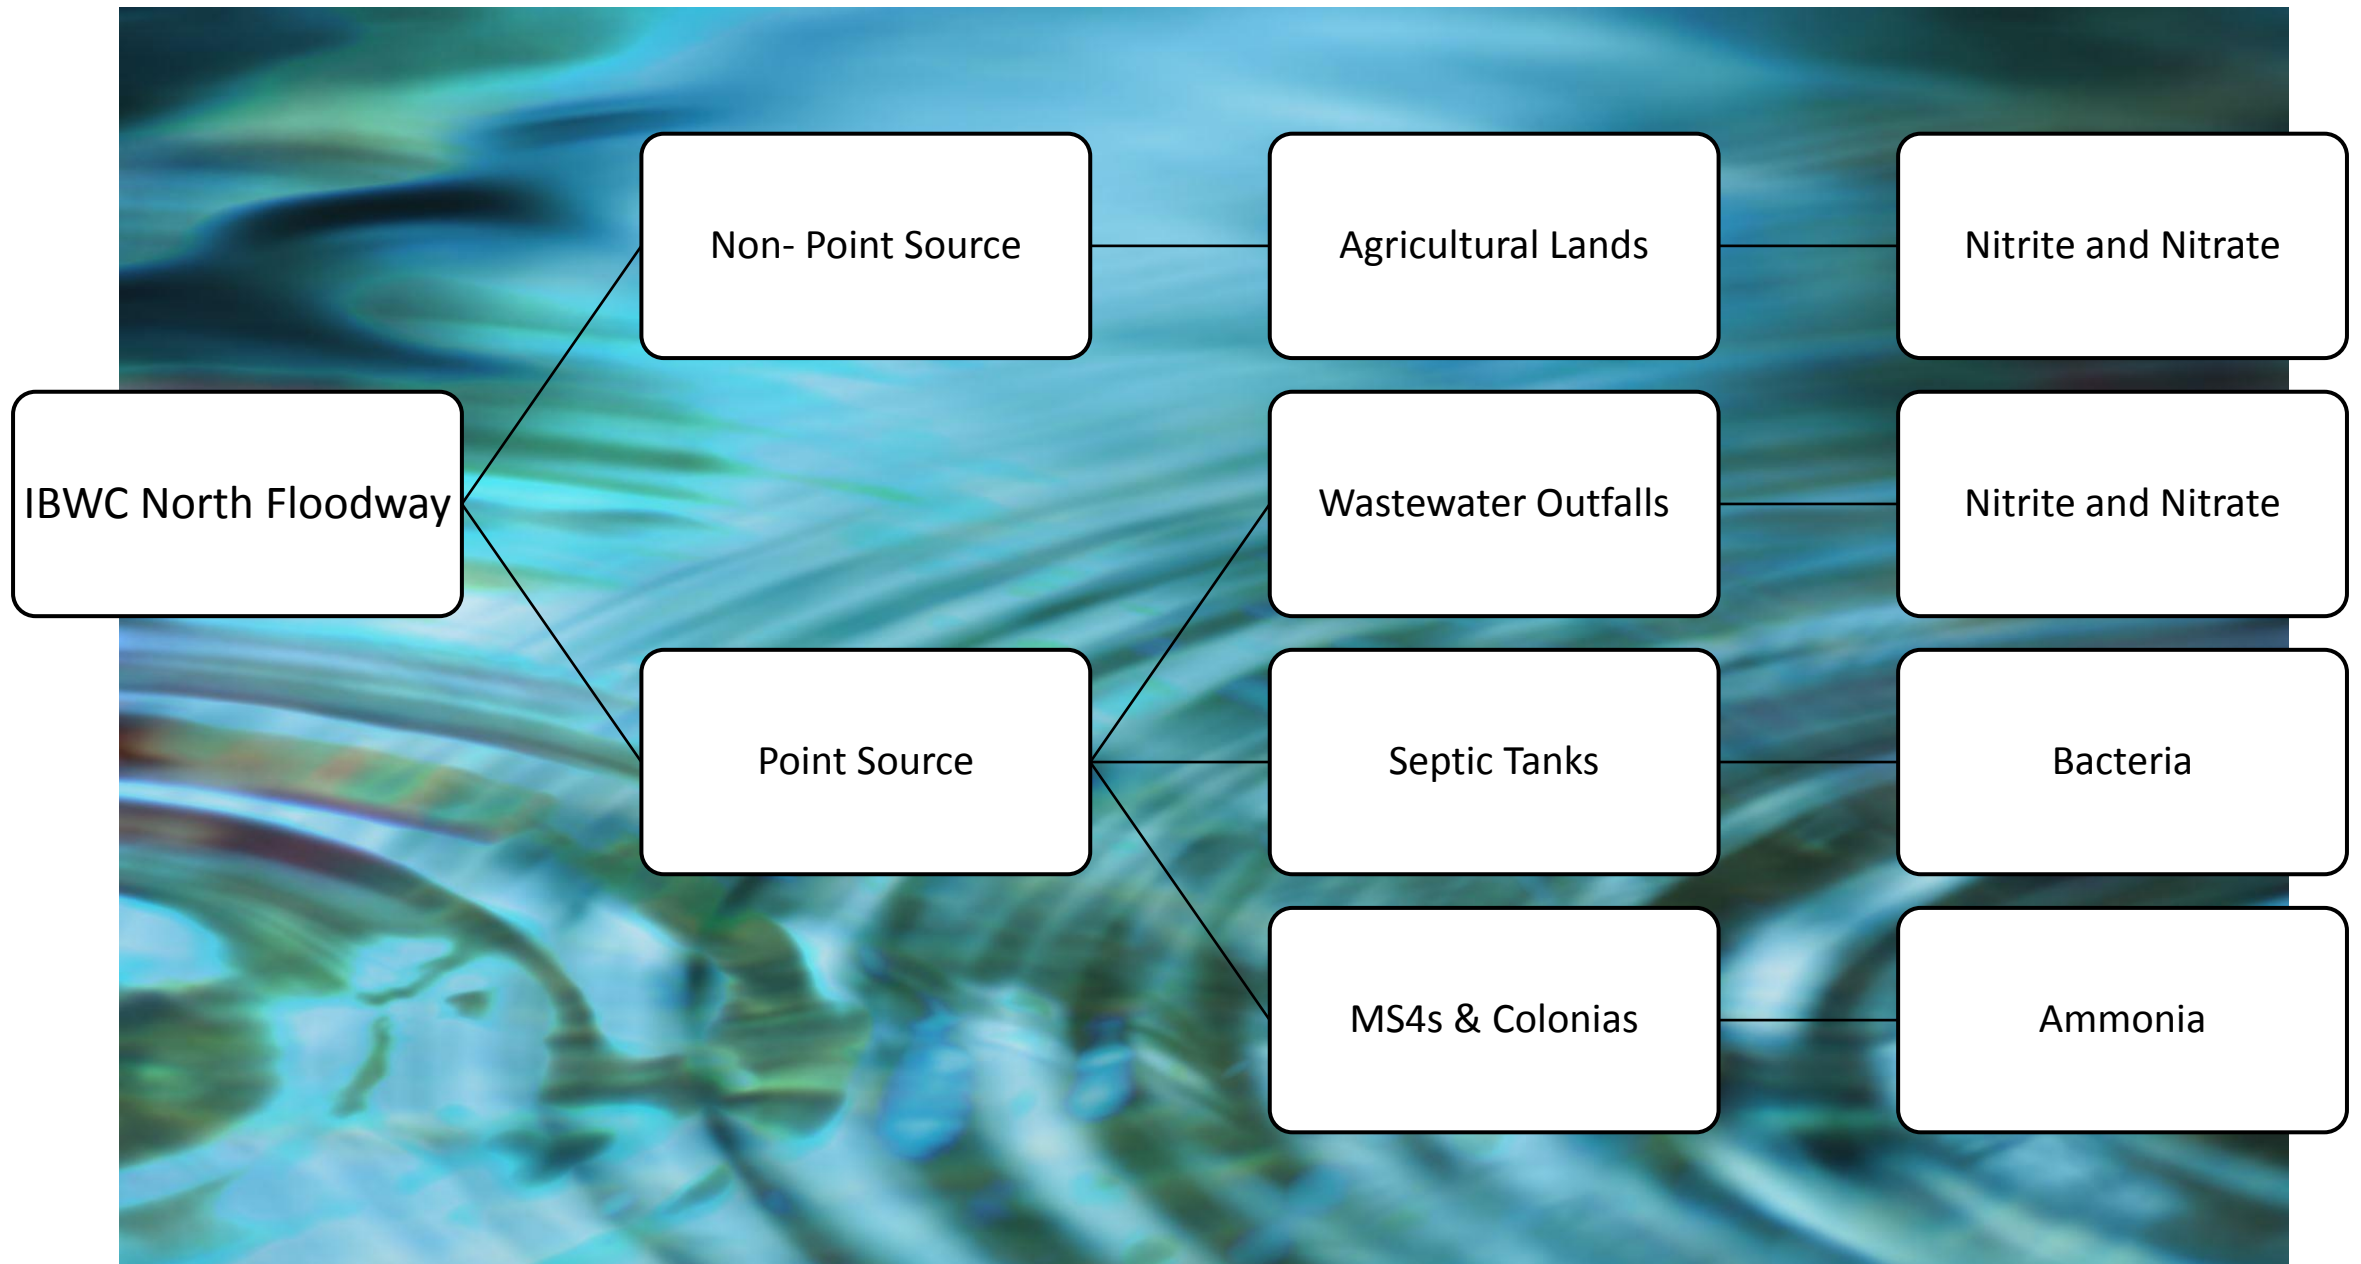 Non- Point Source
Agricultural Lands
Nitrite and Nitrate
IBWC North Floodway
Wastewater Outfalls
Nitrite and Nitrate
Point Source
Septic Tanks
Bacteria
MS4s & Colonias
Ammonia